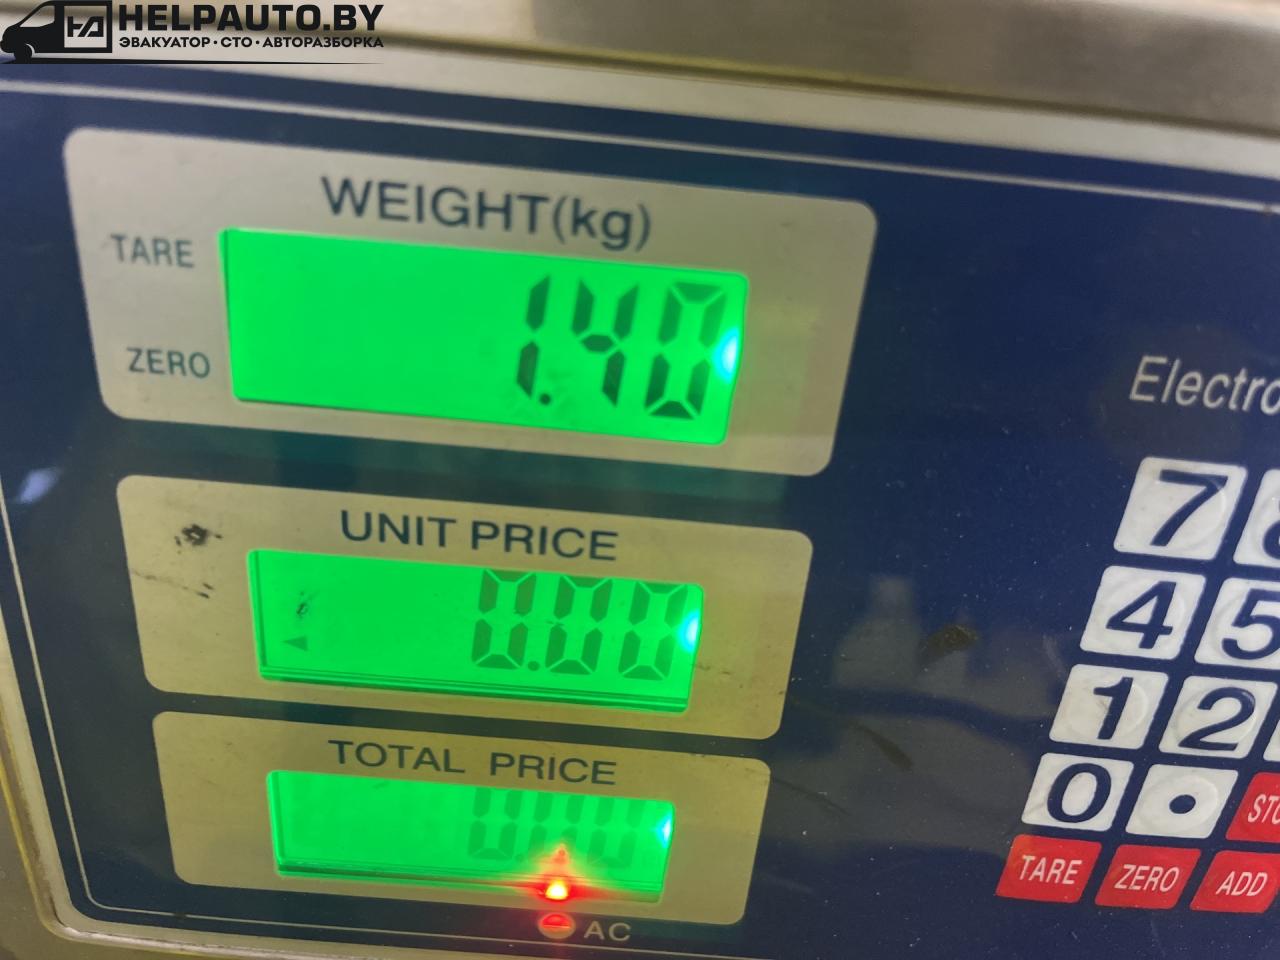 HELPAUTO.BY
ЭВАКУАТОР·СТО·АВТОРАЗБОРКА
WEIGHT(kg)
TARE
1.40
ZERO
UNIT PRICE
0.00
TOTAL PRICE
0.00
AC
Electro
7
4 5
1 2
0 .
TARE ZERO ADD